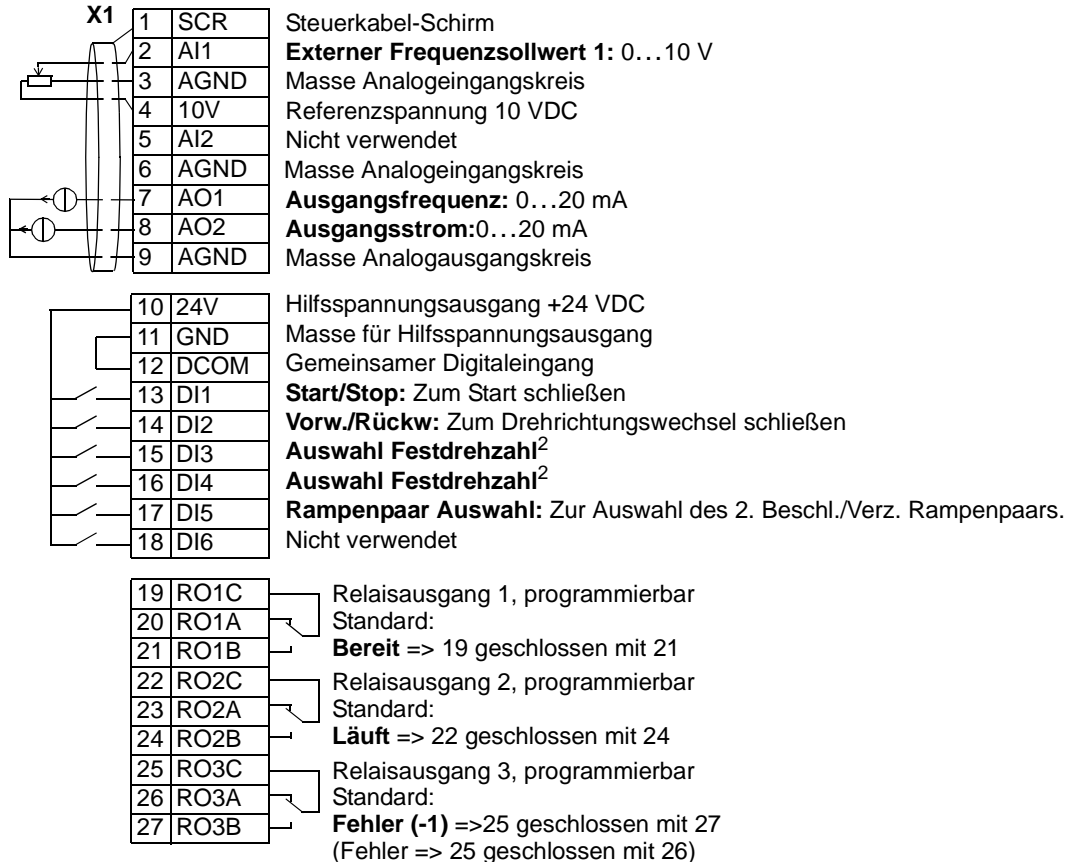 X1
1 SCR Steuerkabel-Schirm
2 AI1 Externer Frequenzsollwert 1: 0…10 V
3 AGND Masse Analogeingangskreis
4 10V Referenzspannung 10 VDC
5 AI2 Nicht verwendet
6 AGND Masse Analogeingangskreis
7 AO1 Ausgangsfrequenz: 0…20 mA
8 AO2 Ausgangsstrom:0…20 mA
9 AGND Masse Analogausgangskreis
10 24V Hilfsspannungsausgang +24 VDC
11 GND Masse für Hilfsspannungsausgang
12 DCOM Gemeinsamer Digitaleingang
13 DI1 Start/Stop: Zum Start schließen
14 DI2 Vorw./Rückw: Zum Drehrichtungswechsel schließen
15 DI3 Auswahl Festdrehzahl2
16 DI4 Auswahl Festdrehzahl2
17 DI5 Rampenpaar Auswahl: Zur Auswahl des 2. Beschl./Verz. Rampenpaars.
18 DI6 Nicht verwendet
19 RO1C Relaisausgang 1, programmierbar
20 RO1A Standard:
21 RO1B Bereit => 19 geschlossen mit 21
22 RO2C Relaisausgang 2, programmierbar
23 RO2A Standard:
24 RO2B Läuft => 22 geschlossen mit 24
25 RO3C Relaisausgang 3, programmierbar
26 RO3A Standard:
27 RO3B Fehler (-1) =>25 geschlossen mit 27
(Fehler => 25 geschlossen mit 26)